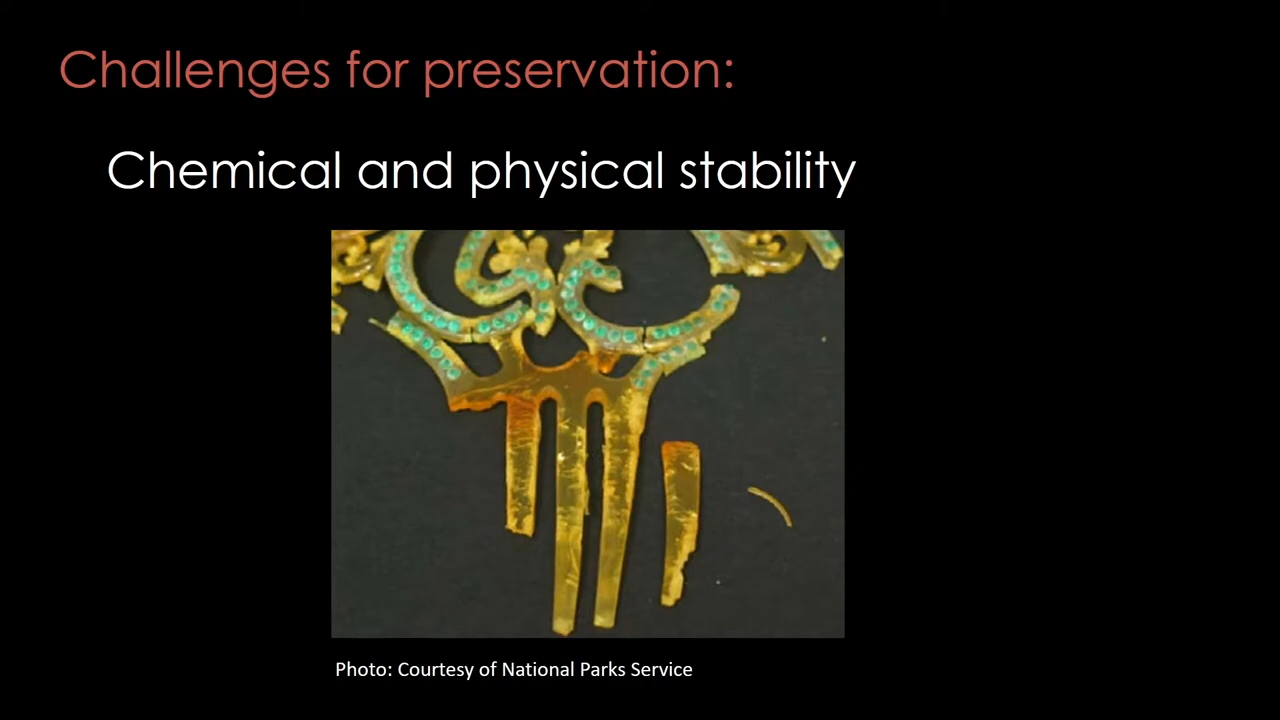 Challenges for preservation:
Chemical and physical stability
Photo: Courtesy of National Parks Service